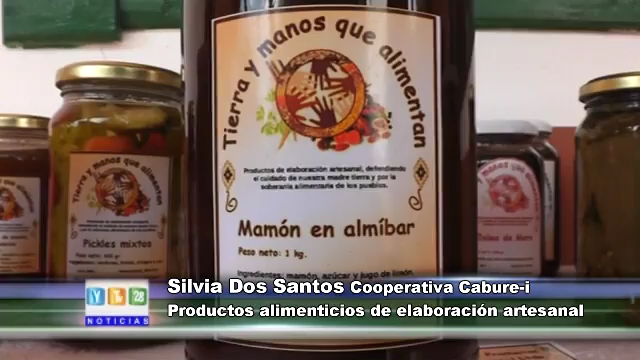 Tierra y manos que alimentan
Productos de elaboración artesanal, defendiendo
el cuidado de nuestra madre tierra y por la
soberanía alimentaria de los pueblos.
Mamón en almíbar
Peso neto: 1 kg.
Ingredientes: mamón, azúcar y jugo de limón.
Tierra y manos que alimentan
Pickles mixtos
Silvia Dos Santos Cooperativa Cabure-i
Productos alimenticios de elaboración artesanal
NOTICIAS